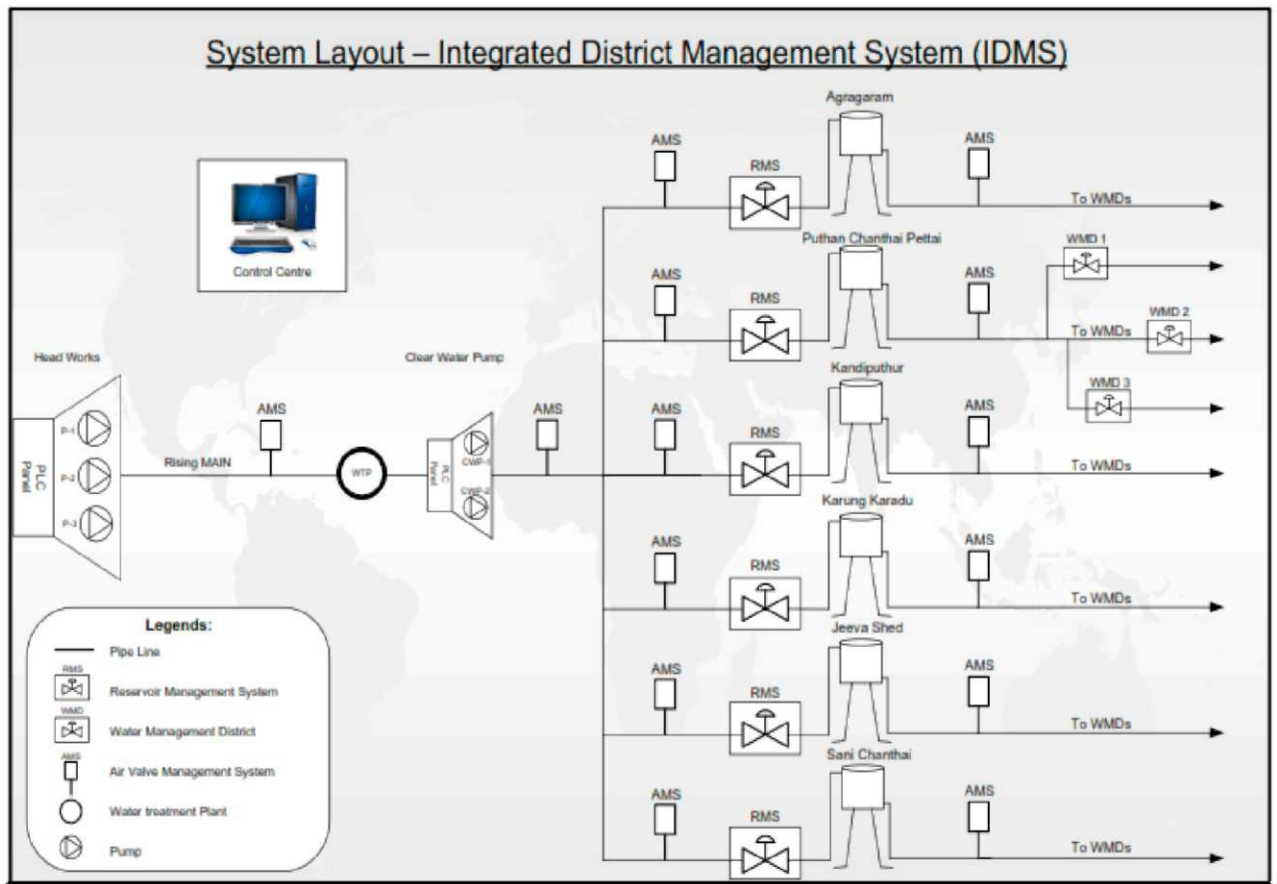 System Layout – Integrated District Management System (IDMS)
Control Centre
Head Works
PLC Panel
P-1
P-2
P-3
Rising MAIN
AMS
WTP
Clear Water Pump
PLC Panel
CWP-1
CWP-2
AMS
AMS
RMS
Agragaram
AMS
To WMDs
AMS
RMS
Puthan Chanthai Pettai
AMS
To WMDs
WMD 1
WMD 2
WMD 3
AMS
RMS
Kandiputhur
AMS
To WMDs
AMS
RMS
Karung Karadu
AMS
To WMDs
AMS
RMS
Jeeva Shed
AMS
To WMDs
AMS
RMS
Sani Chanthai
AMS
To WMDs
Legends:
Pipe Line
RMS
Reservoir Management System
WMD
Water Management District
AMS
Air Valve Management System
Water treatment Plant
Pump